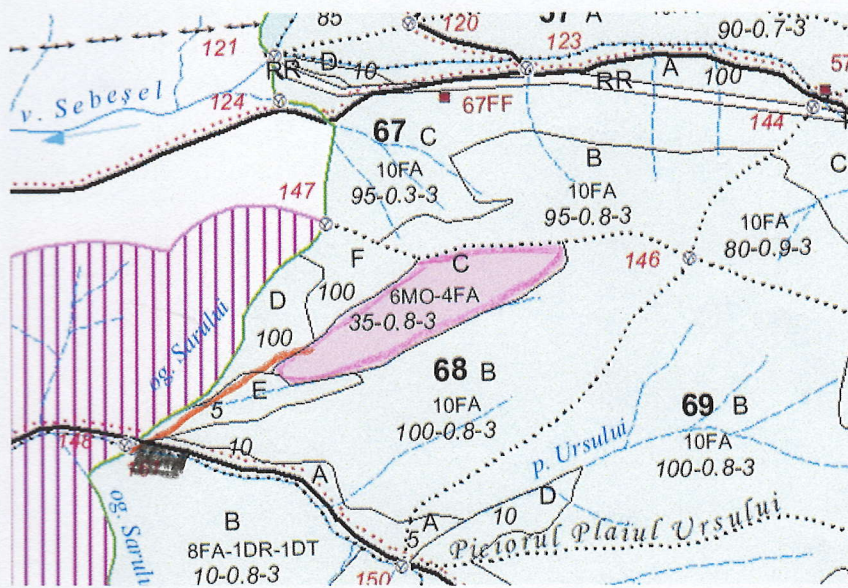 85
120
57 A
90-0.7-3
121
D
10
RR
123
A
100
RR
57
v. Sebeșel
124
67FF
144
67 C
B
C
10FA
95-0.3-3
10FA
95-0.8-3
10FA
80-0.9-3
147
146
F
C
D
100
6MO-4FA
35-0.8-3
og. Sarului
100
E
5
68 B
10FA
100-0.8-3
69 B
10FA
100-0.8-3
p. Ursului
148
10
A
D
A
10
5
og. Sarului
B
8FA-1DR-1DT
10-0.8-3
Piciorul Plaiul Ursului
150